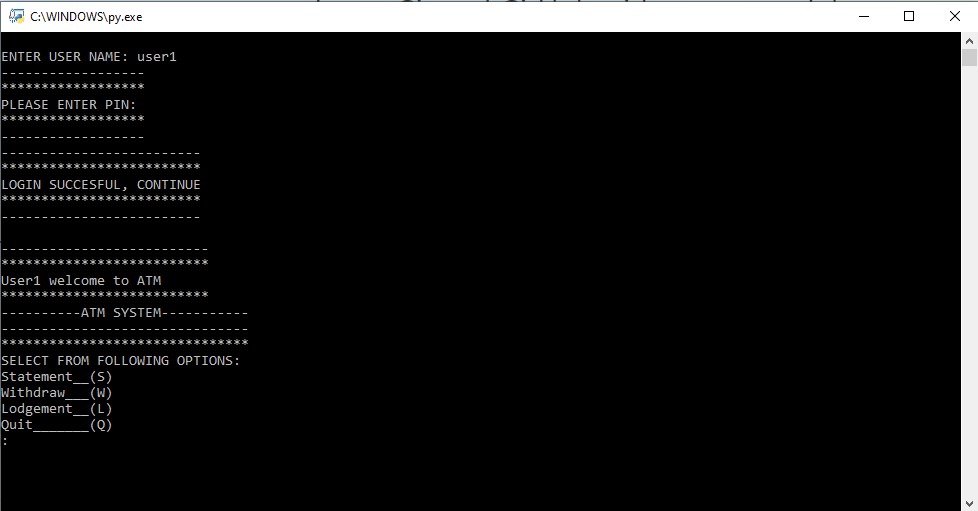 C:\WINDOWS\py.exe
ENTER USER NAME: user1
------------------
******************
PLEASE ENTER PIN:
******************
------------------
-------------------------
*************************
LOGIN SUCCESFUL, CONTINUE
*************************
-------------------------
--------------------------
**************************
User1 welcome to ATM
**************************
----------ATM SYSTEM-----------
-------------------------------
*******************************
SELECT FROM FOLLOWING OPTIONS:
Statement__(S)
Withdraw___(W)
Lodgement__(L)
Quit_______(Q)
: